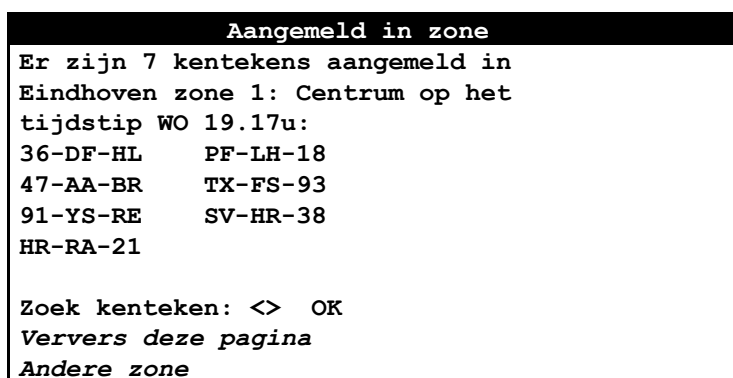 Aangemeld in zone
Er zijn 7 kentekens aangemeld in
Eindhoven zone 1: Centrum op het
tijdstip WO 19.17u:
36-DF-HL PF-LH-18
47-AA-BR TX-FS-93
91-YS-RE SV-HR-38
HR-RA-21
Zoek kenteken: <> OK
Ververs deze pagina
Andere zone